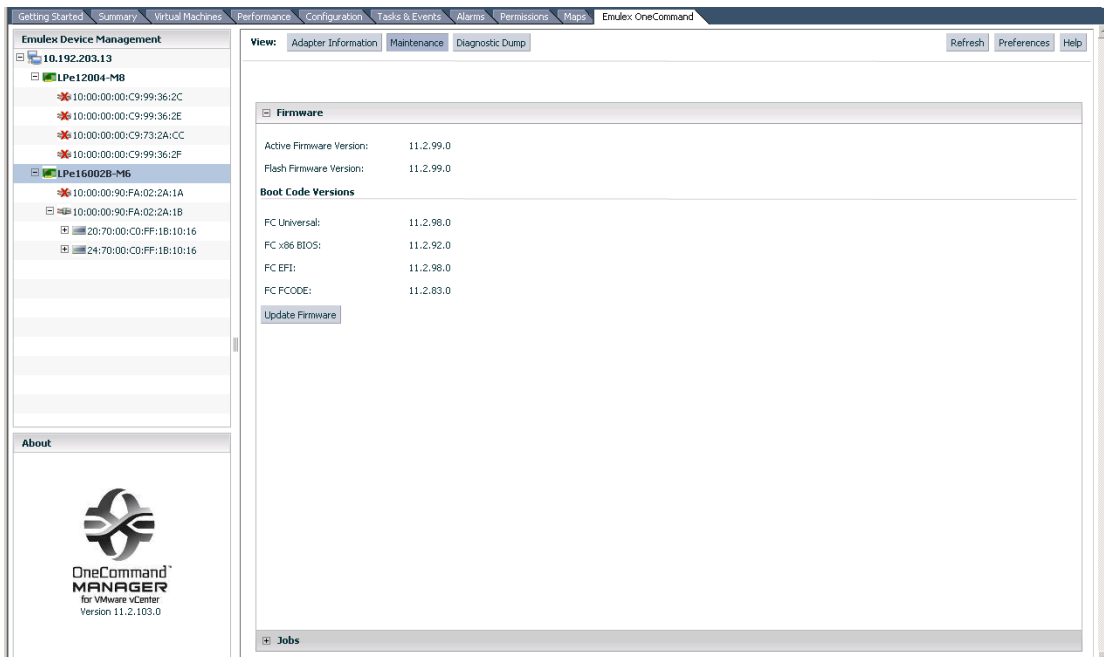 Getting Started Summary Virtual Machines Performance Configuration Tasks & Events Alarms Permissions Maps Emulex OneCommand
Emulex Device Management
10.192.203.13
LPe12004-M8
10:00:00:00:C9:99:36:2C
10:00:00:00:C9:99:36:2E
10:00:00:00:C9:73:2A:CC
10:00:00:00:C9:99:36:2F
LPe16002B-M6
10:00:00:90:FA:02:2A:1A
10:00:00:90:FA:02:2A:1B
20:70:00:C0:FF:1B:10:16
24:70:00:C0:FF:1B:10:16
About
OneCommand™
MANAGER
for VMware vCenter
Version 11.2.103.0
View: Adapter Information Maintenance Diagnostic Dump Refresh Preferences Help
Firmware
Active Firmware Version: 11.2.99.0
Flash Firmware Version: 11.2.99.0
Boot Code Versions
FC Universal: 11.2.98.0
FC x86 BIOS: 11.2.92.0
FC EFI: 11.2.98.0
FC FCODE: 11.2.83.0
Update Firmware
Jobs